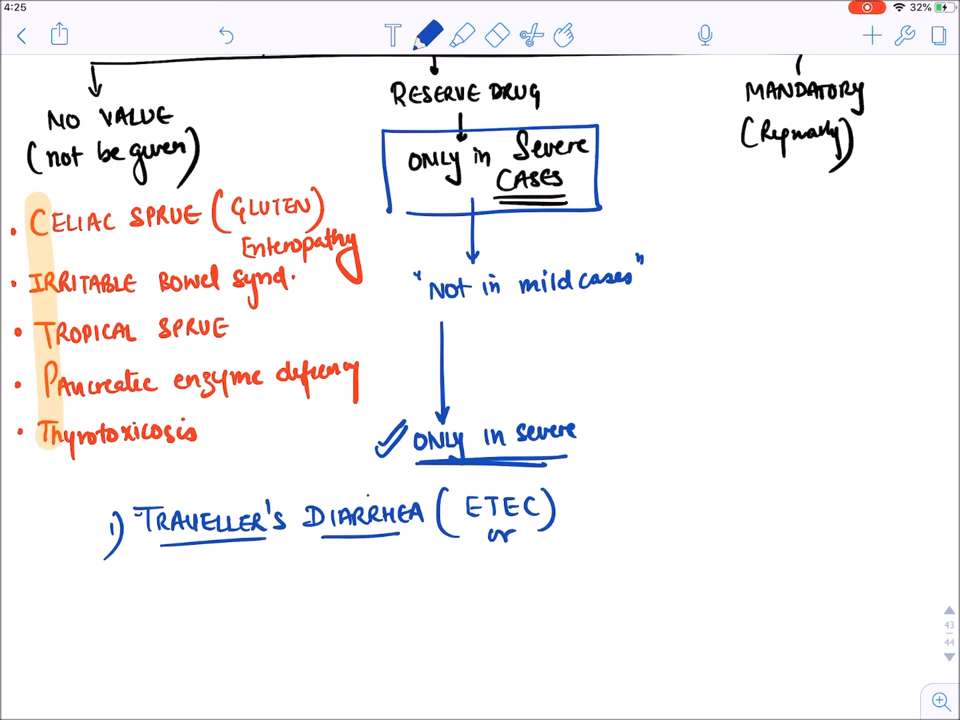 4:25
32%
T
NO VALUE
(not be given)
• CELIAC SPRUE (GLUTEN)
Enteropathy
• IRRITABLE BOWEL Synd.
• TROPICAL SPRUE
• PAncreatic enzyme
• Thyrotoxicosis
RESERVE DRUG
ONLY in Severe
CASES
"Not in mild cases"
ONLY in severe
1) TRAVELLER'S DIARRHEA (ETEC)
or
MANDATORY
43
44